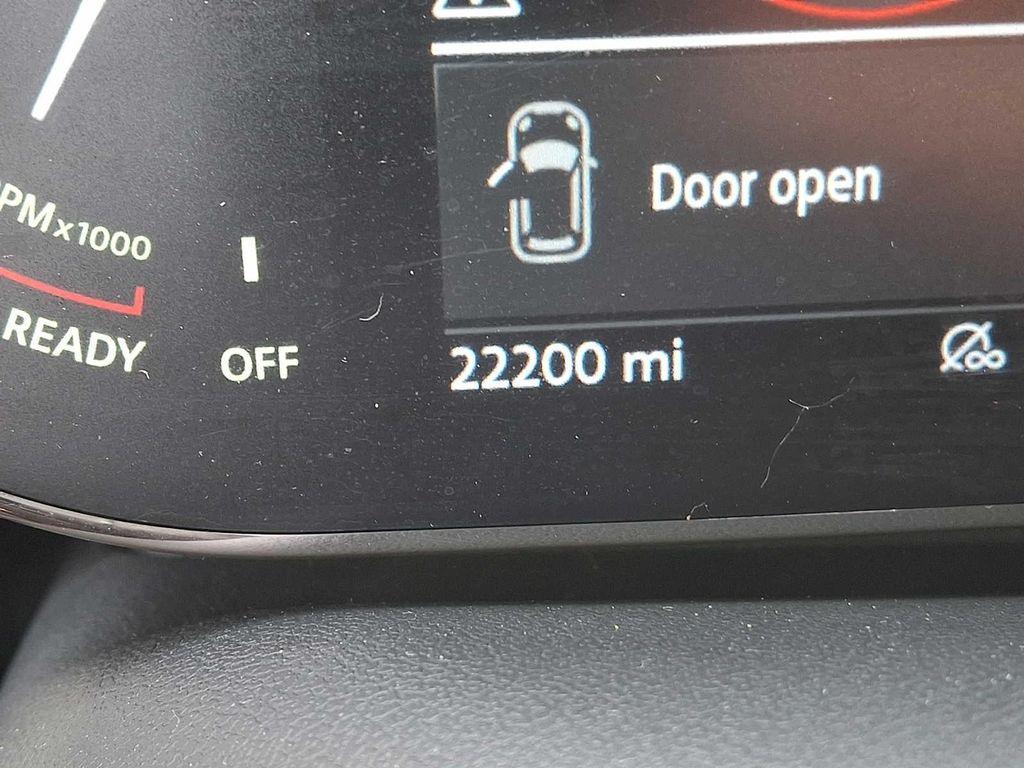 Door open
PMx1000
READY
OFF
22200 mi